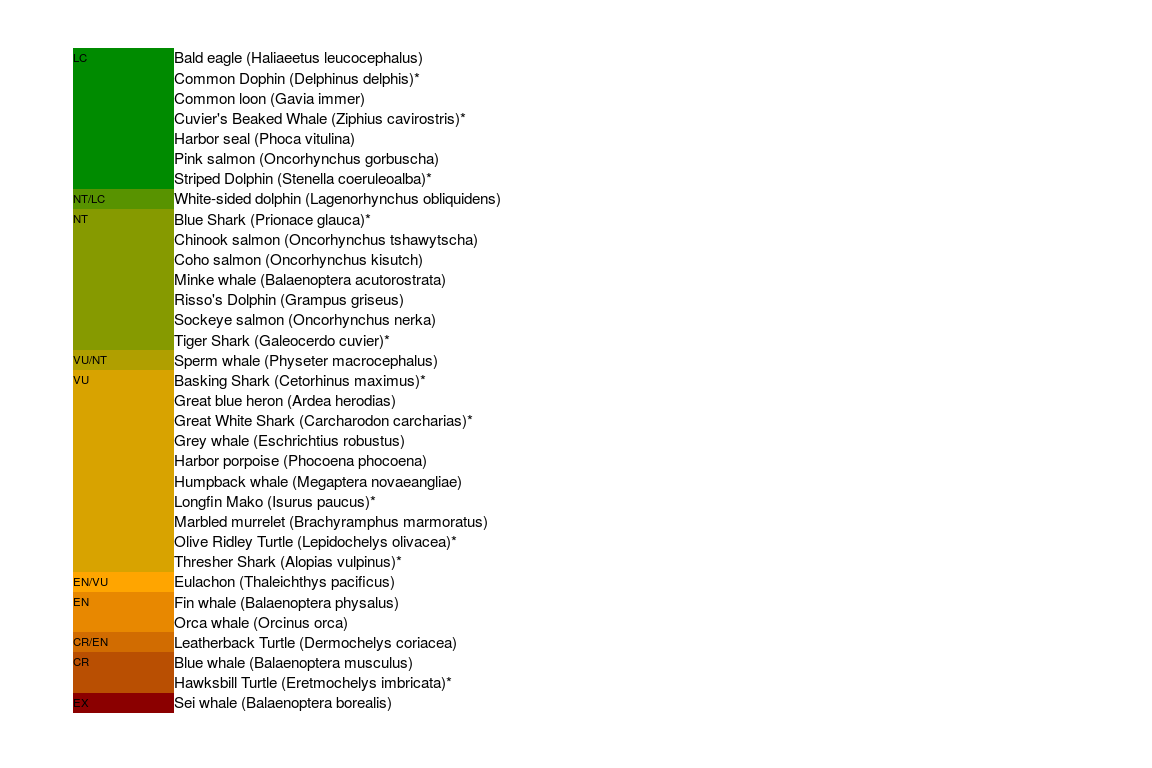 LC Bald eagle (Haliaeetus leucocephalus)
Common Dophin (Delphinus delphis)*
Common loon (Gavia immer)
Cuvier's Beaked Whale (Ziphius cavirostris)*
Harbor seal (Phoca vitulina)
Pink salmon (Oncorhynchus gorbuscha)
Striped Dolphin (Stenella coeruleoalba)*
NT/LC White-sided dolphin (Lagenorhynchus obliquidens)
NT Blue Shark (Prionace glauca)*
Chinook salmon (Oncorhynchus tshawytscha)
Coho salmon (Oncorhynchus kisutch)
Minke whale (Balaenoptera acutorostrata)
Risso's Dolphin (Grampus griseus)
Sockeye salmon (Oncorhynchus nerka)
Tiger Shark (Galeocerdo cuvier)*
VU/NT Sperm whale (Physeter macrocephalus)
VU Basking Shark (Cetorhinus maximus)*
Great blue heron (Ardea herodias)
Great White Shark (Carcharodon carcharias)*
Grey whale (Eschrichtius robustus)
Harbor porpoise (Phocoena phocoena)
Humpback whale (Megaptera novaeangliae)
Longfin Mako (Isurus paucus)*
Marbled murrelet (Brachyramphus marmoratus)
Olive Ridley Turtle (Lepidochelys olivacea)*
Thresher Shark (Alopias vulpinus)*
EN/VU Eulachon (Thaleichthys pacificus)
EN Fin whale (Balaenoptera physalus)
Orca whale (Orcinus orca)
CR/EN Leatherback Turtle (Dermochelys coriacea)
CR Blue whale (Balaenoptera musculus)
Hawksbill Turtle (Eretmochelys imbricata)*
EX Sei whale (Balaenoptera borealis)